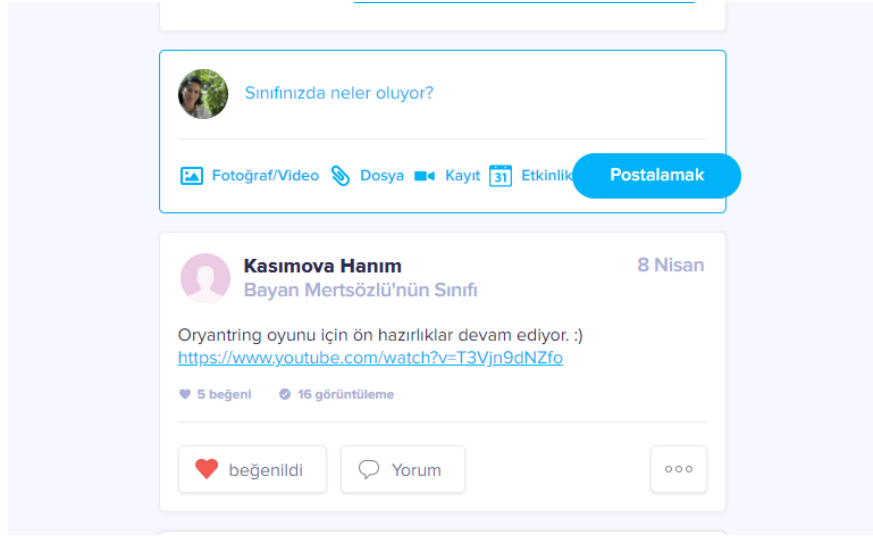 Sınıfınızda neler oluyor?
Fotoğraf/Video Dosya Kayıt 31 Etkinlik Postalamak
Kasımova Hanım 8 Nisan
Bayan Mertsözlü'nün Sınıfı
Oryantring oyunu için ön hazırlıklar devam ediyor. :)
https://www.youtube.com/watch?v=T3Vjn9dNZfo
5 beğeni 16 görüntüleme
beğenildi Yorum